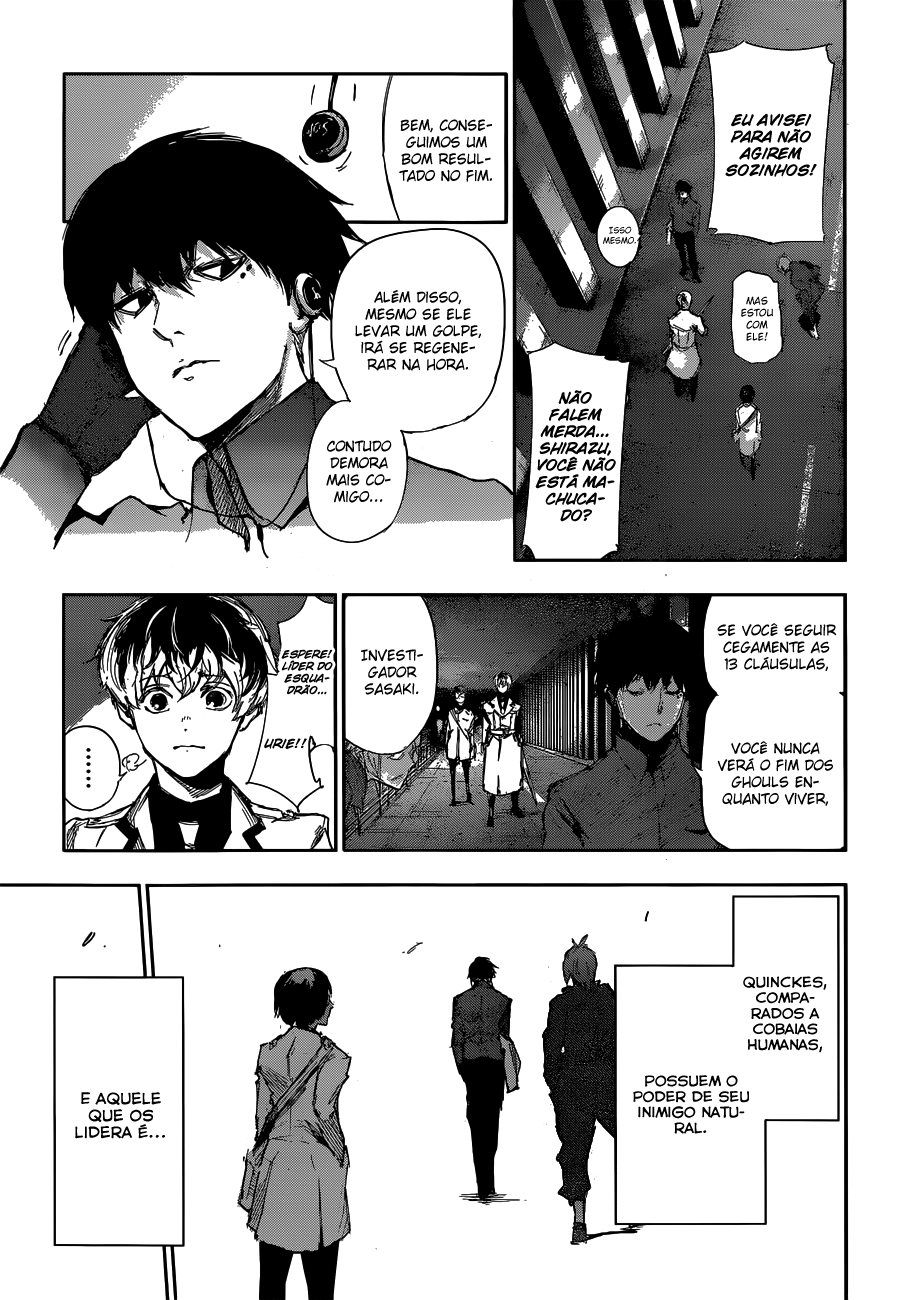 EU AVISEI
PARA NÃO
AGIREM
SOZINHOS!
ISSO
MESMO.
MAS
ESTOU
COM
ELE!
NÃO
FALEM
MERDA...
SHIRAZU,
VOCÊ NÃO
ESTÁ MA-
CHUCA-
DO?
BEM, CONSE-
GUIMOS UM
BOM RESUL-
TADO NO FIM.
ALÉM DISSO,
MESMO SE ELE
LEVAR UM GOLPE,
IRÁ SE REGENE-
RAR NA HORA.
CONTUDO
DEMORA
MAIS CO-
MIGO...
SE VOCÊ SEGUIR
CEGAMENTE AS
13 CLÁUSULAS,
VOCÊ NUNCA
VERÁ O FIM DOS
GHOULS EN-
QUANTO VIVER,
INVESTI-
GADOR
SASAKI.
ESPERE!
LÍDER DO
ESQUA-
DRÃO...
URIE!!
......
QUINCKES,
COMPA-
RADOS A
COBAIAS
HUMANAS,
POSSUEM O
PODER DE SEU
INIMIGO NATU-
RAL.
E AQUELE
QUE OS
LIDERA É...